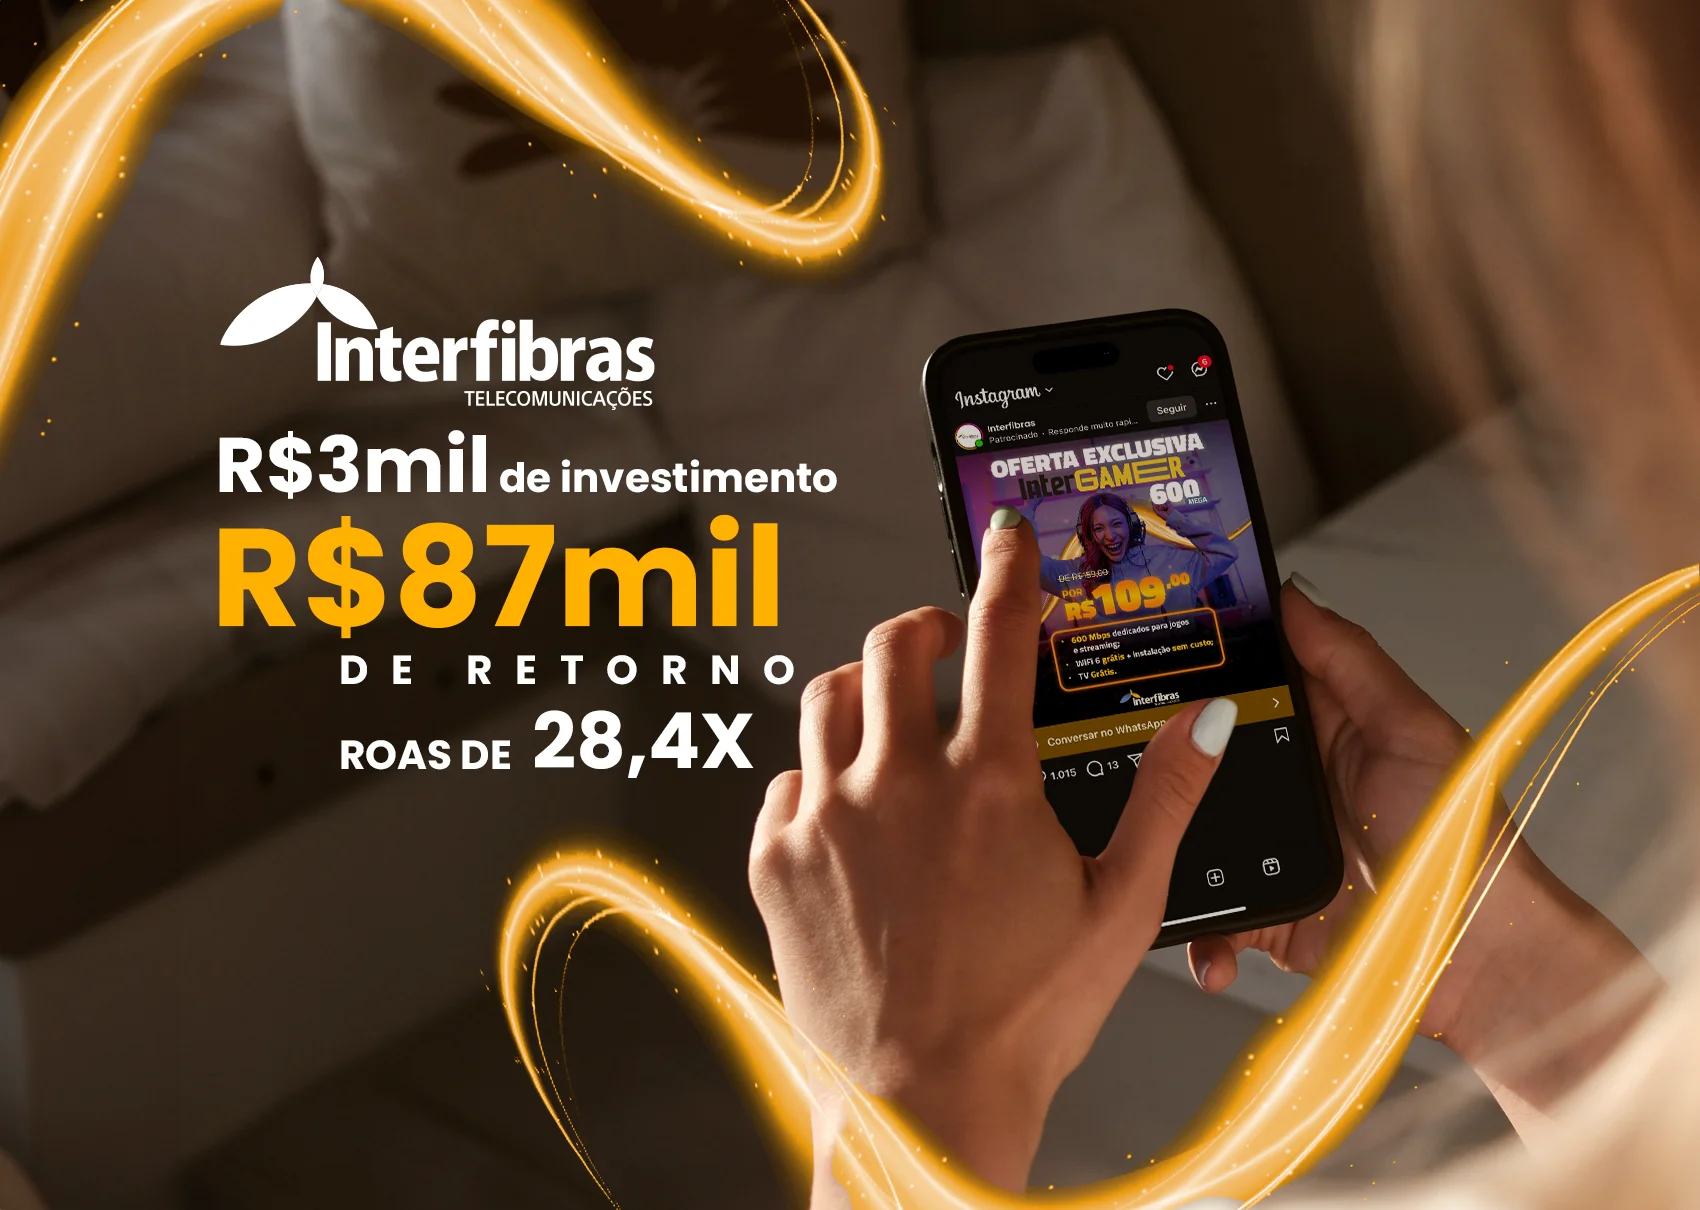 Interfibras
TELECOMUNICAÇÕES
R$3mil de investimento
R$87mil
DE RETORNO
ROAS DE 28,4X
Instagram
6
Interfibras
Patrocinado · Responde muito rapi...
Seguir
OFERTA EXCLUSIVA
InterGAMER
600
MEGA
DE R$159,00
POR
R$109,00
• 600 Mbps dedicados para jogos
e streaming;
• WIFI 6 grátis + instalação sem custo;
• TV Grátis.
Interfibras
Conversar no WhatsApp
1.015
13